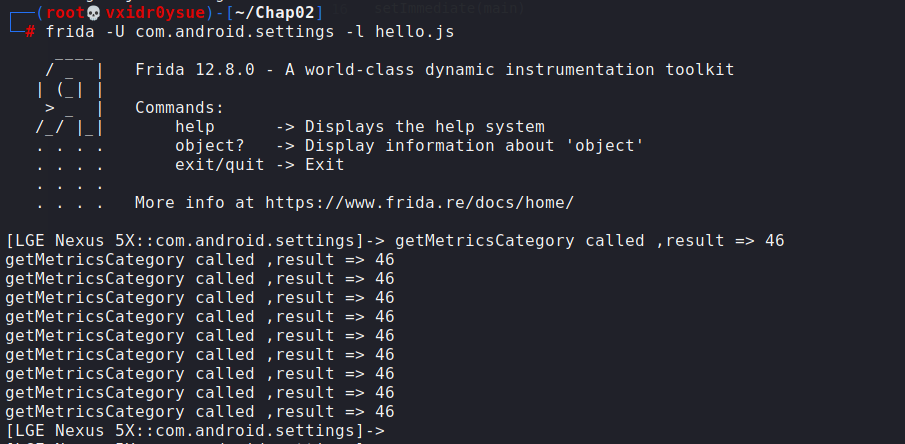 setImmediate(main)
┌──(root💀vxidr0ysue)-[~/Chap02]
└─# frida -U com.android.settings -l hello.js
     ____
    / _  |   Frida 12.8.0 - A world-class dynamic instrumentation toolkit
   | (_| |
    > _  |   Commands:
   /_/ |_|       help      -> Displays the help system
   . . . .       object?   -> Display information about 'object'
   . . . .       exit/quit -> Exit
   . . . .
   . . . .   More info at https://www.frida.re/docs/home/
[LGE Nexus 5X::com.android.settings]-> getMetricsCategory called ,result => 46
getMetricsCategory called ,result => 46
getMetricsCategory called ,result => 46
getMetricsCategory called ,result => 46
getMetricsCategory called ,result => 46
getMetricsCategory called ,result => 46
getMetricsCategory called ,result => 46
getMetricsCategory called ,result => 46
getMetricsCategory called ,result => 46
getMetricsCategory called ,result => 46
[LGE Nexus 5X::com.android.settings]->